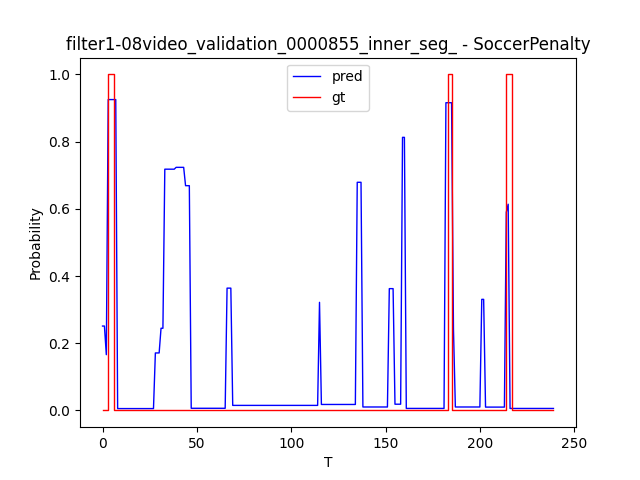 filter1-08video_validation_0000855_inner_seg_ - SoccerPenalty
pred
gt
1.0
0.8
0.6
0.4
0.2
0.0
Probability
0
50
100
150
200
250
T